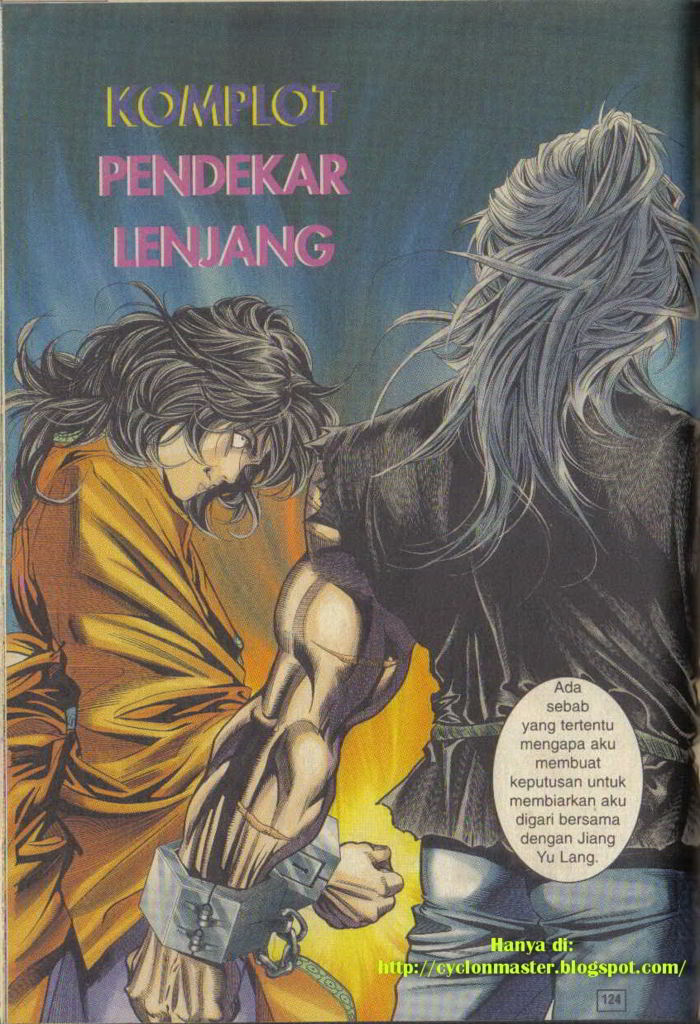 KOMPLOT
PENDEKAR
LENJANG
Ada
sebab
yang tertentu
mengapa aku
membuat
keputusan untuk
membiarkan aku
digari bersama
dengan Jiang
Yu Lang.
Hanya di:
http://cyclonmaster.blogspot.com/
124